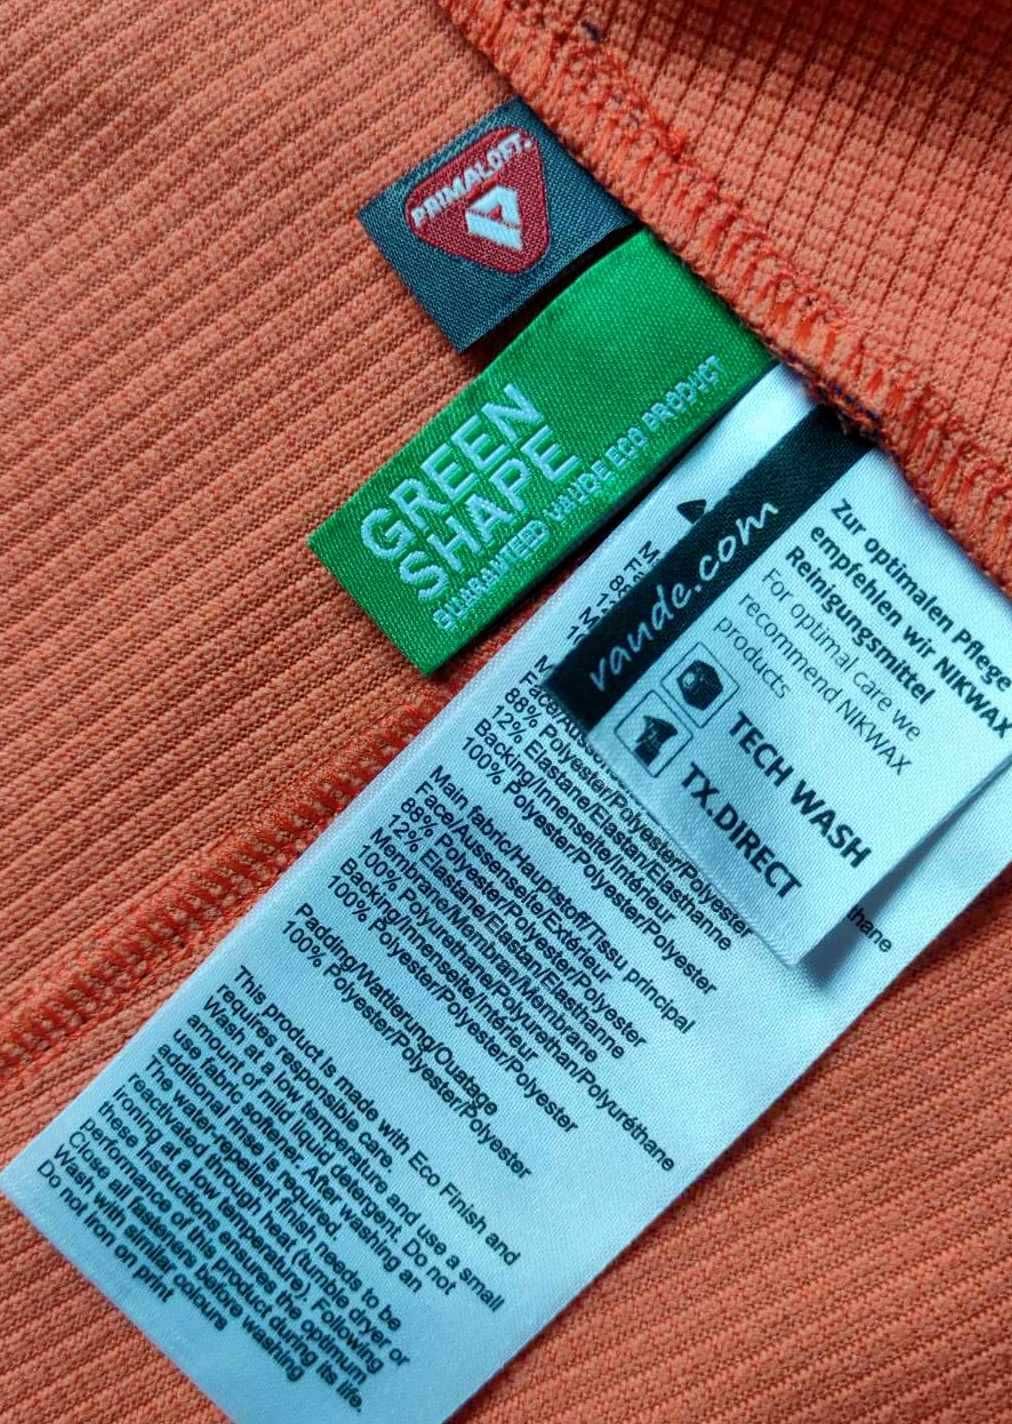 PRIMALOFT®
GREEN
SHAPE
GUARANTEED VAUDE ECO PRODUCT
vaude.com
Zur optimalen Pflege
empfehlen wir NIKWAX
Reinigungsmittel
For optimal care we
recommend NIKWAX
products
TECH WASH
TX.DIRECT
88% Polyester/Polyester/Polyester
12% Elastane/Elastan/Elasthanne
Backing/Innenseite/Intérieur
100% Polyester/Polyester/Polyester
Main fabric/Hauptstoff/Tissu principal
Face/Aussenseite/Extérieur
88% Polyester/Polyester/Polyester
12% Elastane/Elastan/Elasthanne
Membrane/Membran/Membrane
100% Polyurethane/Polyurethan/Polyuréthane
Backing/Innenseite/Intérieur
100% Polyester/Polyester/Polyester
Padding/Wattierung/Ouatage
100% Polyester/Polyester/Polyester
This product is made with Eco Finish and
requires responsible care.
Wash at a low temperature and use a small
amount of mild liquid detergent. Do not
use fabric softener. After washing an
additional rinse is required.
The water-repellent finish needs to be
reactivated through heat (tumble dryer or
ironing at a low temperature). Following
these instructions ensures the optimum
performance of this product during its life.
Close all fasteners before washing
Wash with similar colours
Do not iron on print